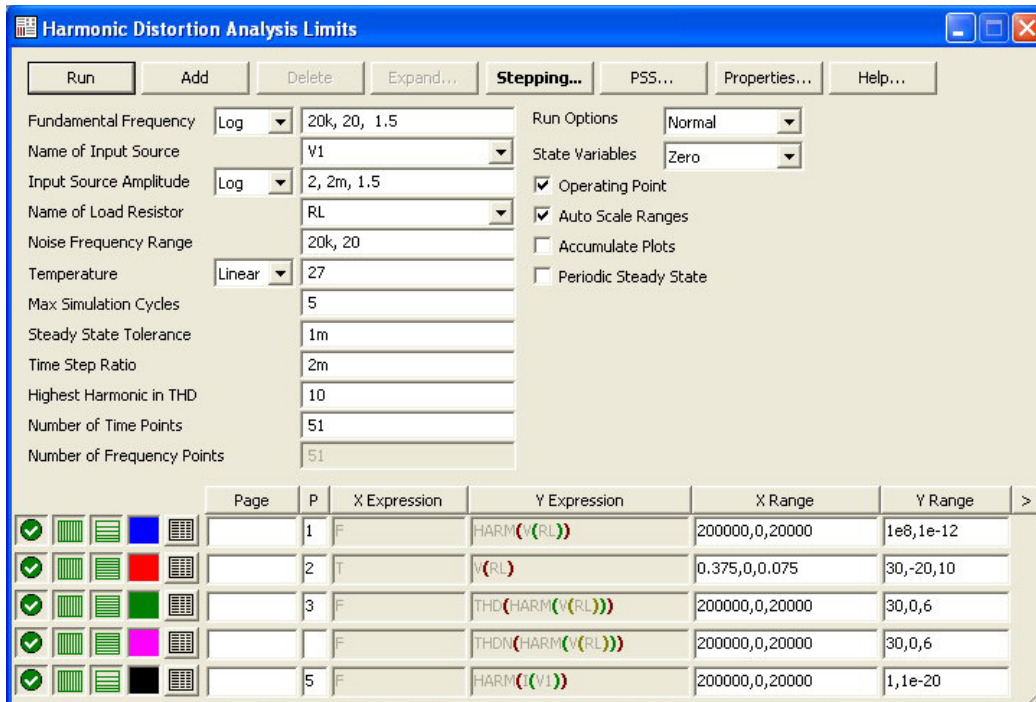 Harmonic Distortion Analysis Limits
Run Add Delete Expand... Stepping... PSS... Properties... Help...
Fundamental Frequency Log 20k, 20, 1.5 Run Options Normal
Name of Input Source V1 State Variables Zero
Input Source Amplitude Log 2, 2m, 1.5 Operating Point
Name of Load Resistor RL Auto Scale Ranges
Noise Frequency Range 20k, 20 Accumulate Plots
Temperature Linear 27 Periodic Steady State
Max Simulation Cycles 5
Steady State Tolerance 1m
Time Step Ratio 2m
Highest Harmonic in THD 10
Number of Time Points 51
Number of Frequency Points 51
Page P X Expression Y Expression X Range Y Range >
1 F HARM(V(RL)) 200000,0,20000 1e8,1e-12
2 T V(RL) 0.375,0,0.075 30,-20,10
3 F THD(HARM(V(RL))) 200000,0,20000 30,0,6
F THDN(HARM(V(RL))) 200000,0,20000 30,0,6
5 F HARM(I(V1)) 200000,0,20000 1,1e-20